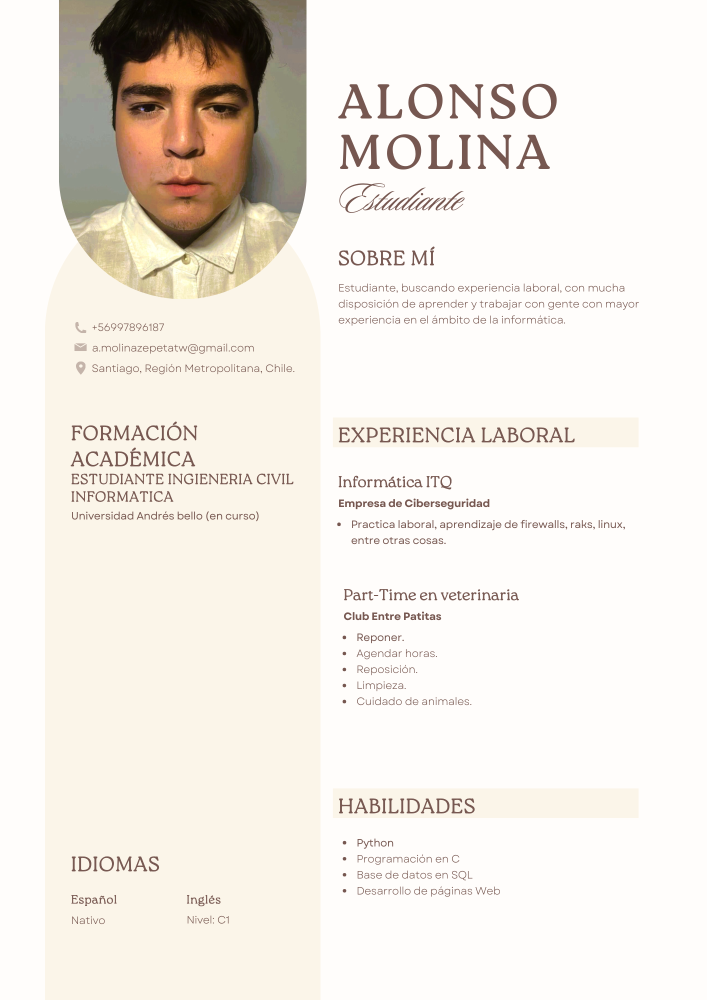 ALONSO
MOLINA
Estudiante
SOBRE MÍ
Estudiante, buscando experiencia laboral, con mucha
disposición de aprender y trabajar con gente con mayor
experiencia en el ámbito de la informática.
+56997896187
a.molinazepetatw@gmail.com
Santiago, Región Metropolitana, Chile.
FORMACIÓN
ACADÉMICA
ESTUDIANTE INGIENERIA CIVIL
INFORMATICA
Universidad Andrés bello (en curso)
IDIOMAS
Español
Nativo
Inglés
Nivel: C1
EXPERIENCIA LABORAL
Informática ITQ
Empresa de Ciberseguridad
• Practica laboral, aprendizaje de firewalls, raks, linux,
entre otras cosas.
Part-Time en veterinaria
Club Entre Patitas
• Reponer.
• Agendar horas.
• Reposición.
• Limpieza.
• Cuidado de animales.
HABILIDADES
• Python
• Programación en C
• Base de datos en SQL
• Desarrollo de páginas Web